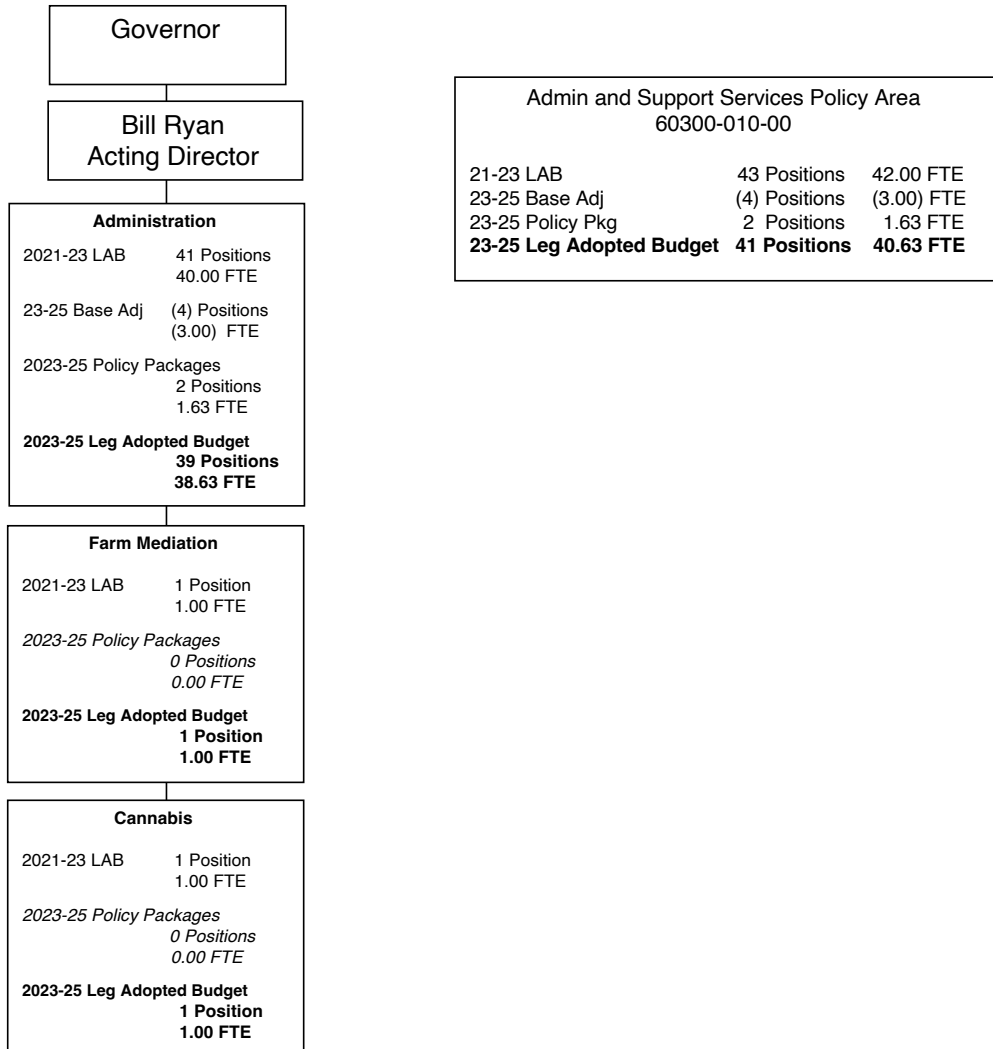 Governor
Bill Ryan
Acting Director
Administration
2021-23 LAB 41 Positions
40.00 FTE
23-25 Base Adj (4) Positions
(3.00) FTE
2023-25 Policy Packages
2 Positions
1.63 FTE
2023-25 Leg Adopted Budget
39 Positions
38.63 FTE
Farm Mediation
2021-23 LAB 1 Position
1.00 FTE
2023-25 Policy Packages
0 Positions
0.00 FTE
2023-25 Leg Adopted Budget
1 Position
1.00 FTE
Cannabis
2021-23 LAB 1 Position
1.00 FTE
2023-25 Policy Packages
0 Positions
0.00 FTE
2023-25 Leg Adopted Budget
1 Position
1.00 FTE
Admin and Support Services Policy Area
60300-010-00
21-23 LAB 43 Positions 42.00 FTE
23-25 Base Adj (4) Positions (3.00) FTE
23-25 Policy Pkg 2 Positions 1.63 FTE
23-25 Leg Adopted Budget 41 Positions 40.63 FTE